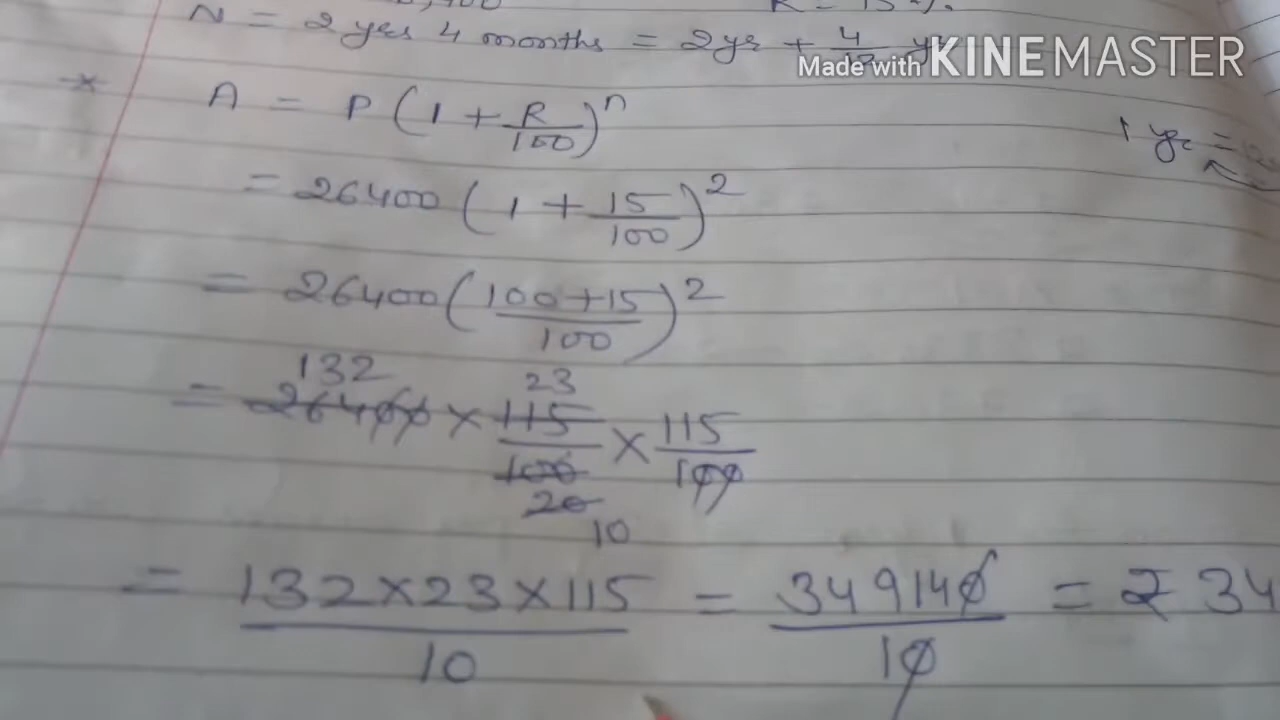 R = 15 %.
N = 2 yrs 4 months = 2yr + 4/12 yr
Made with KINEMASTER
* A = P (1 + R/100)^n
1 yr =
= 26400 (1 + 15/100)^2
= 26400 (100+15/100)^2
132 23
= 26400 × 115/100 × 115/100
20
10
= 132×23×115/10 = 349140/10 = ₹ 34